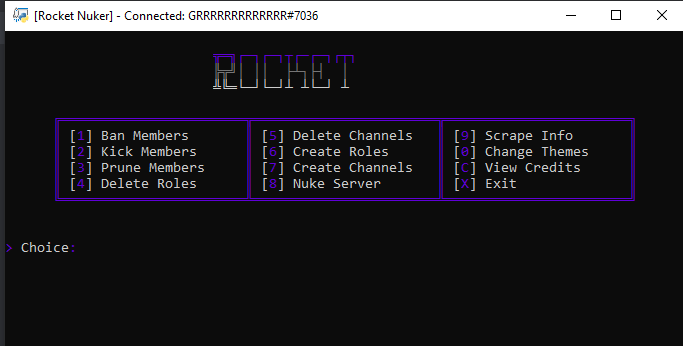 [Rocket Nuker] - Connected: GRRRRRRRRRRRRR#7036
ROCKET
[1] Ban Members [5] Delete Channels [9] Scrape Info
[2] Kick Members [6] Create Roles [0] Change Themes
[3] Prune Members [7] Create Channels [C] View Credits
[4] Delete Roles [8] Nuke Server [X] Exit
> Choice: